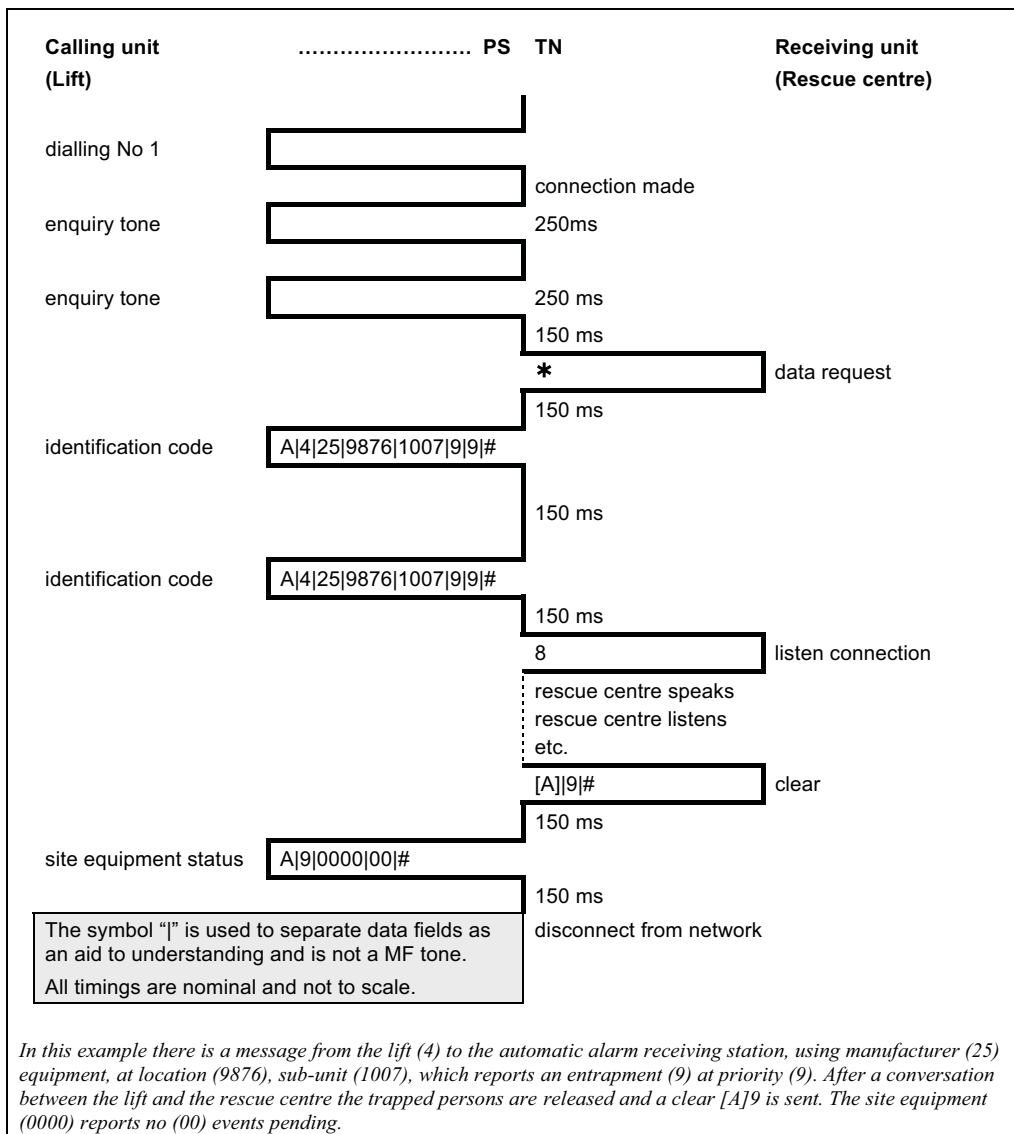 Calling unit ......................... PS TN Receiving unit
(Lift) (Rescue centre)
dialling No 1
connection made
enquiry tone 250ms
enquiry tone 250 ms
150 ms
* data request
150 ms
identification code A|4|25|9876|1007|9|9|#
150 ms
identification code A|4|25|9876|1007|9|9|#
150 ms
8 listen connection
rescue centre speaks
rescue centre listens
etc.
[A]|9|# clear
150 ms
site equipment status A|9|0000|00|#
150 ms
The symbol “|” is used to separate data fields as disconnect from network
an aid to understanding and is not a MF tone.
All timings are nominal and not to scale.
In this example there is a message from the lift (4) to the automatic alarm receiving station, using manufacturer (25)
equipment, at location (9876), sub-unit (1007), which reports an entrapment (9) at priority (9). After a conversation
between the lift and the rescue centre the trapped persons are released and a clear [A]9 is sent. The site equipment
(0000) reports no (00) events pending.